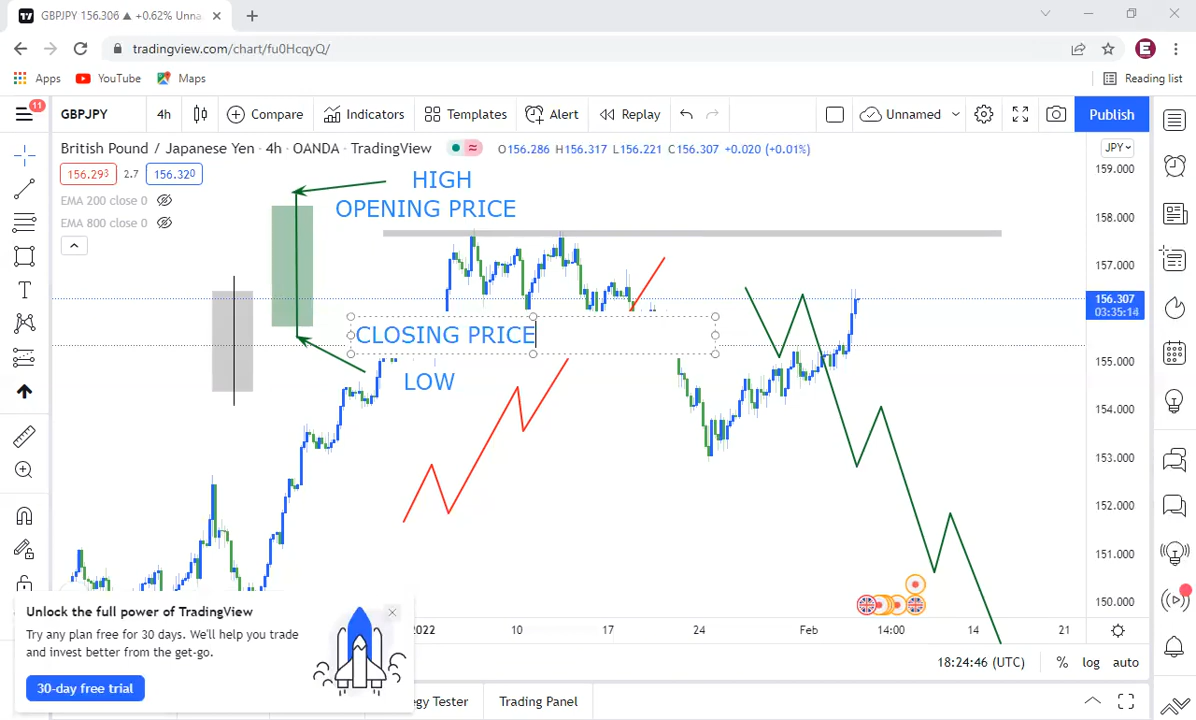 GBPJPY 156.306 ▲ +0.62% Unna
tradingview.com/chart/fu0HcqyQ/
E
Apps YouTube Maps Reading list
11
GBPJPY 4h Compare Indicators Templates Alert Replay Unnamed Publish
British Pound / Japanese Yen · 4h · OANDA · TradingView O156.286 H156.317 L156.221 C156.307 +0.020 (+0.01%) JPY
156.293 2.7 156.320
EMA 200 close 0
EMA 800 close 0
HIGH
OPENING PRICE
CLOSING PRICE
LOW
159.000
158.000
157.000
156.307
03:35:14
155.000
154.000
153.000
152.000
151.000
150.000
2022 10 17 24 Feb 14:00 14 21
Unlock the full power of TradingView
Try any plan free for 30 days. We'll help you trade
and invest better from the get-go.
30-day free trial
18:24:46 (UTC) % log auto
gy Tester Trading Panel